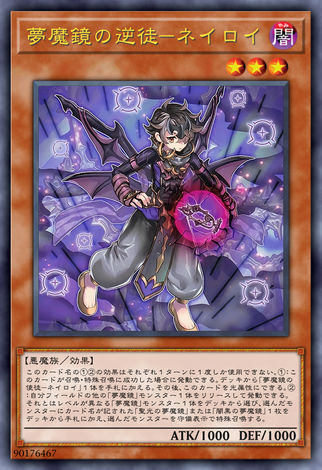 夢魔鏡の逆徒－ネイロイ
闇
やみ
【悪魔族／効果】
このカード名の①②の効果はそれぞれ１ターンに１度しか使用できない。①：こ
のカードが召喚・特殊召喚に成功した場合に発動できる。デッキから「夢魔鏡の
使徒－ネイロイ」１体を手札に加える。その後、このカードを光属性にできる。②
：自分フィールドの他の「夢魔鏡」モンスター１体をリリースして発動できる。
それとはレベルが異なる「夢魔鏡」モンスター１体をデッキから選び、選んだモ
ンスターにカード名が記された「聖光の夢魔鏡」または「闇黒の夢魔鏡」１枚を
デッキから手札に加え、選んだモンスターを守備表示で特殊召喚する。
ATK/1000 DEF/1000
90176467